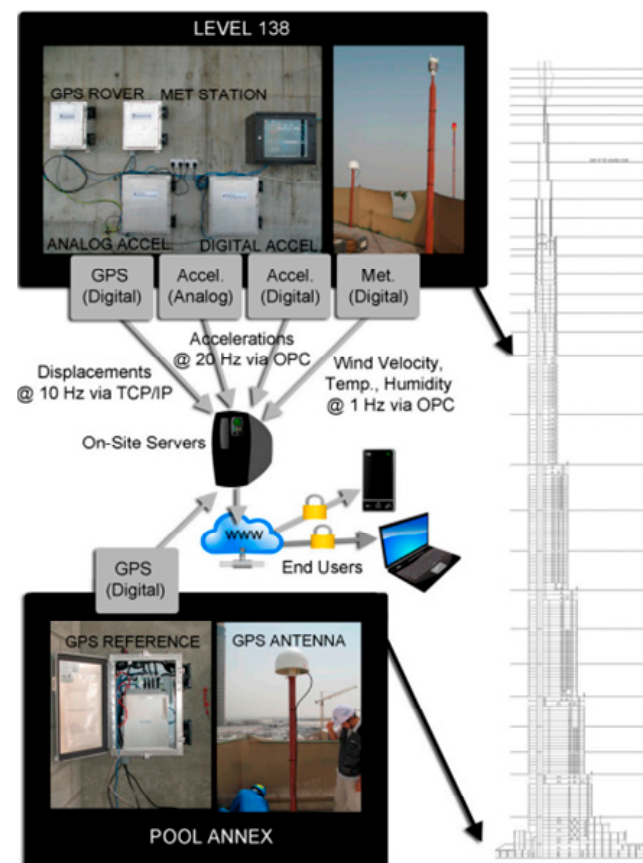 LEVEL 138
GPS ROVER
MET STATION
ANALOG ACCEL.
DIGITAL ACCEL.
GPS
(Digital)
Accel.
(Analog)
Accel.
(Digital)
Met.
(Digital)
Accelerations
@ 20 Hz via OPC
Displacements
@ 10 Hz via TCP/IP
Wind Velocity,
Temp., Humidity
@ 1 Hz via OPC
On-Site Servers
WWW
End Users
GPS
(Digital)
GPS REFERENCE
GPS ANTENNA
POOL ANNEX